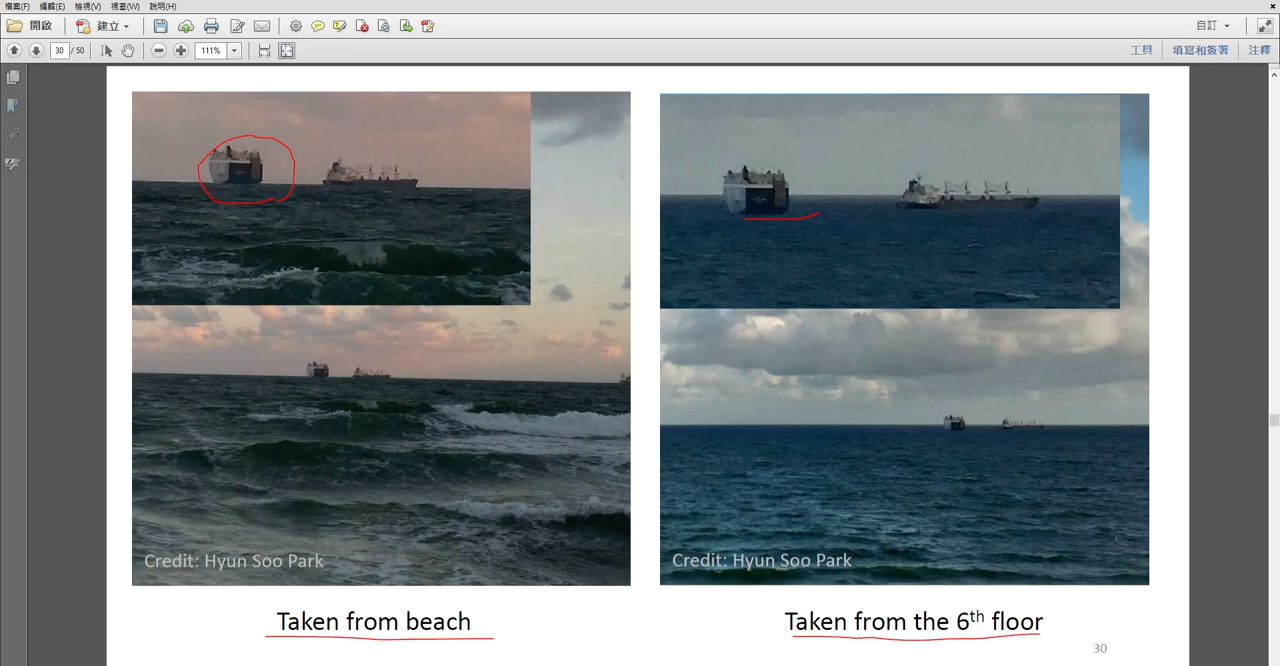 檔案(F) 編輯(E) 檢視(V) 視窗(W) 說明(H)
開啟 建立 自訂
30 / 50 111% 工具 填寫和簽署 注釋
Credit: Hyun Soo Park
Credit: Hyun Soo Park
Taken from beach
Taken from the 6th floor
30